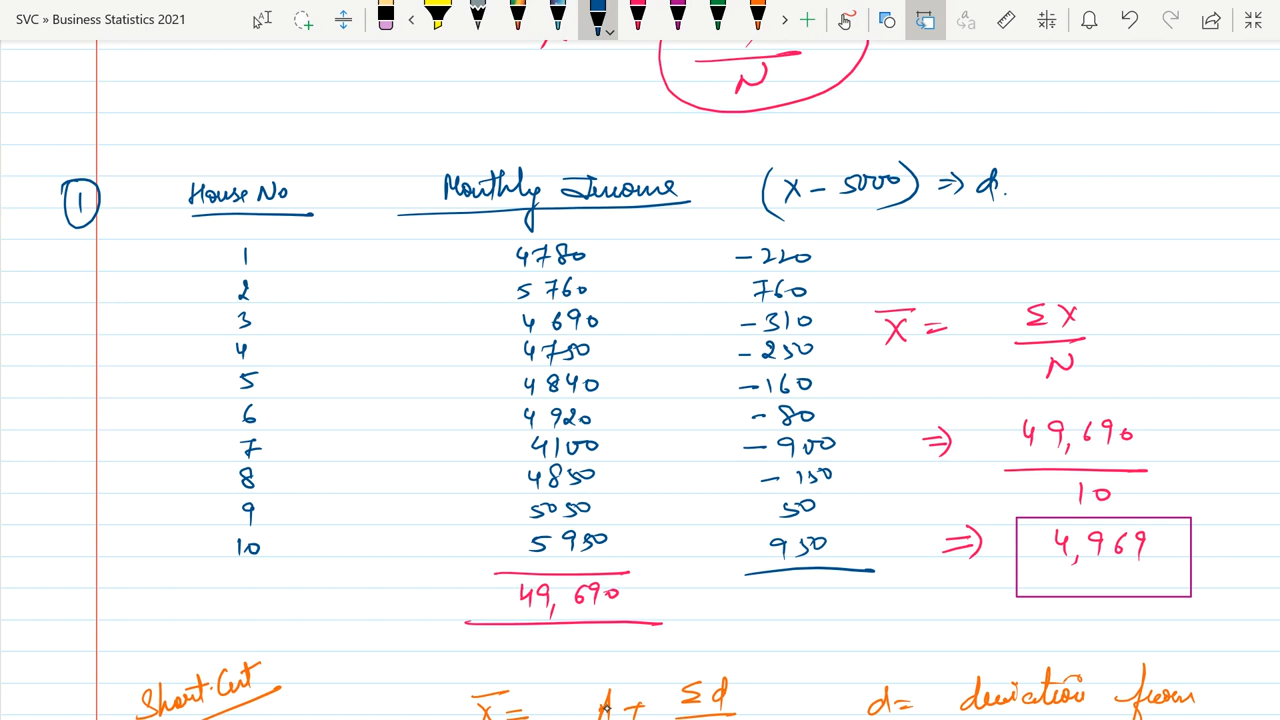 SVC » Business Statistics 2021
N
① House No Monthly Income (X - 5000) ⇒ d.
1 4780 -220
2 5760 760
3 4690 -310
4 4750 -250
5 4840 -160
6 4920 -80
7 4100 -900
8 4850 -150
9 5050 50
10 5950 950
49,690
X̄ = ΣX
N
⇒ 49,690
10
⇒ 4,969
Short-Cut X̄ = A + Σd d = deviation from